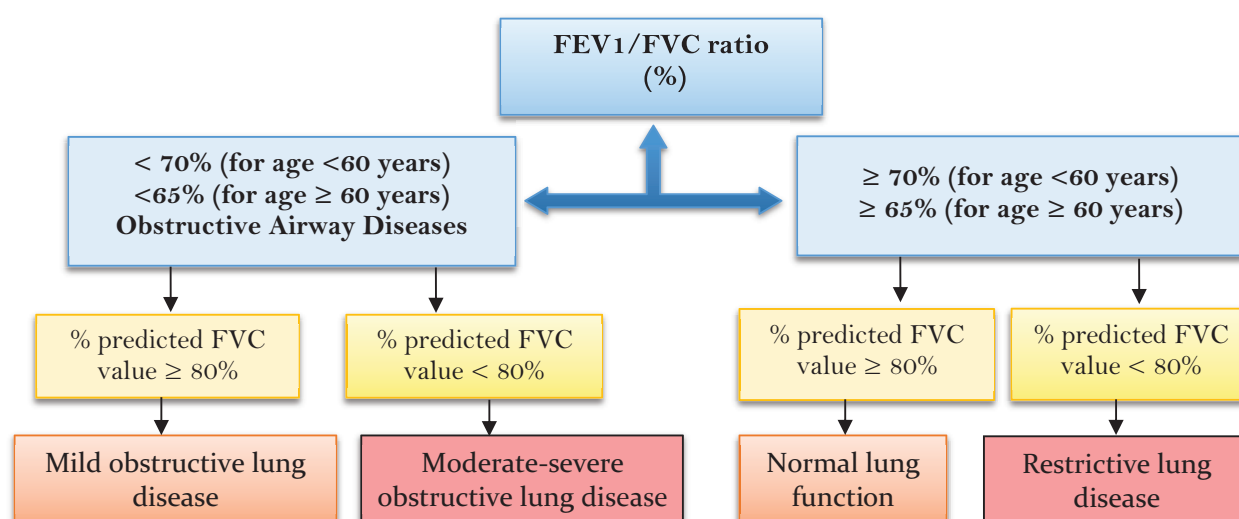 FEV1/FVC ratio
(%)
< 70% (for age <60 years)
<65% (for age ≥ 60 years)
Obstructive Airway Diseases
≥ 70% (for age <60 years)
≥ 65% (for age ≥ 60 years)
% predicted FVC
value ≥ 80%
% predicted FVC
value < 80%
% predicted FVC
value ≥ 80%
% predicted FVC
value < 80%
Mild obstructive lung
disease
Moderate-severe
obstructive lung disease
Normal lung
function
Restrictive lung
disease